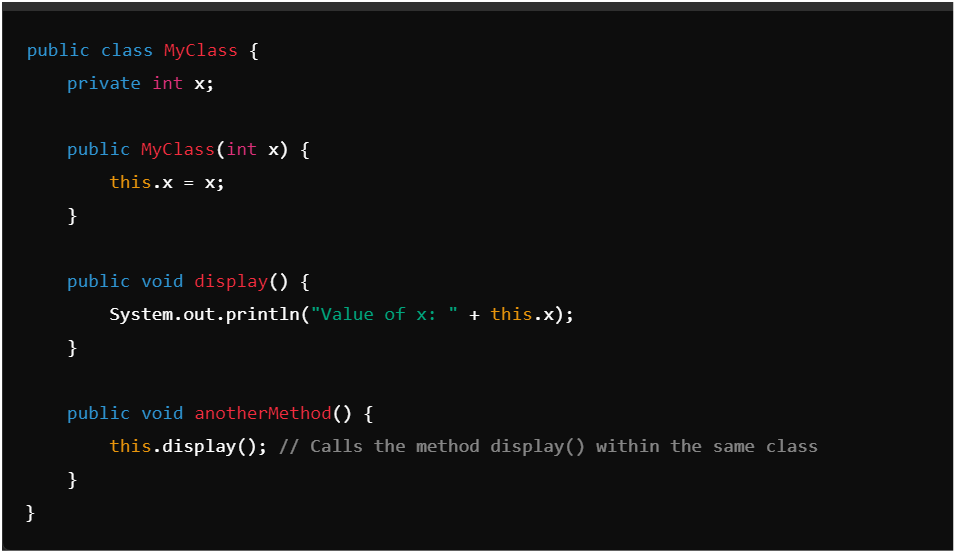 public class MyClass {
    private int x;

    public MyClass(int x) {
        this.x = x;
    }

    public void display() {
        System.out.println("Value of x: " + this.x);
    }

    public void anotherMethod() {
        this.display(); // Calls the method display() within the same class
    }
}